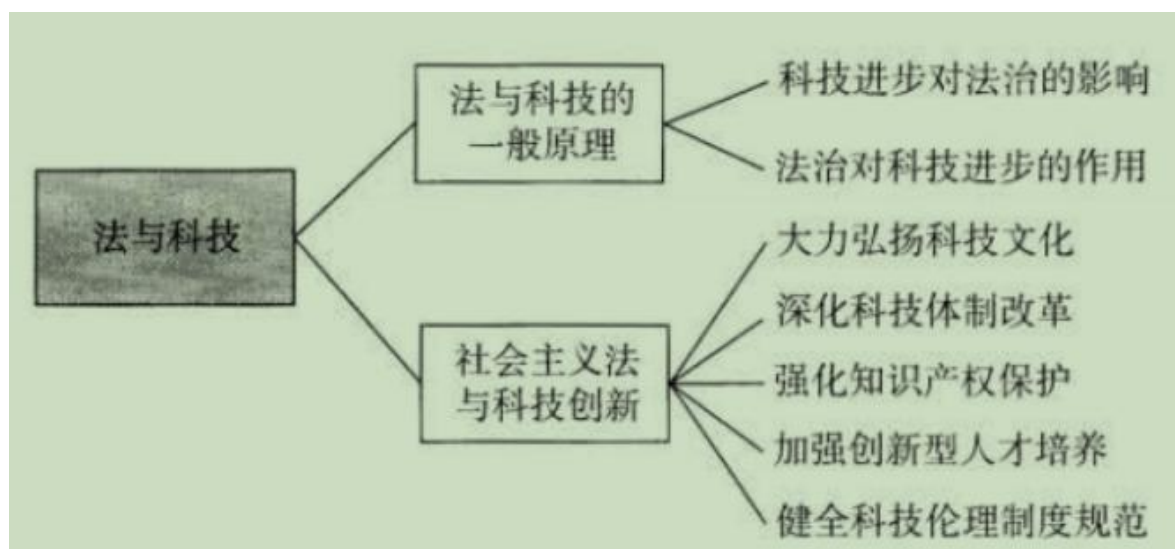 法与科技
法与科技的
一般原理
科技进步对法治的影响
法治对科技进步的作用
社会主义法
与科技创新
大力弘扬科技文化
深化科技体制改革
强化知识产权保护
加强创新型人才培养
健全科技伦理制度规范